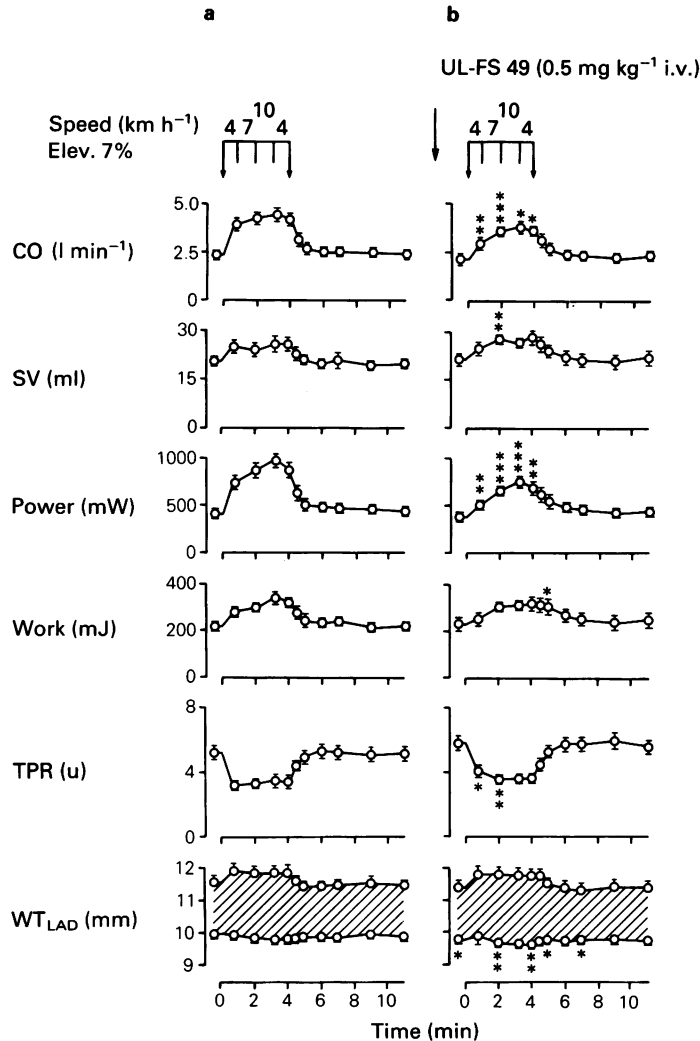 a b
UL-FS 49 (0.5 mg kg⁻¹ i.v.)
Speed (km h⁻¹) 4 7 10 4 4 7 10 4
Elev. 7%
CO (l min⁻¹) 5.0 2.5 0
** *** * *
SV (ml) 30 15 0
**
Power (mW) 1000 500 0
** *** *** **
Work (mJ) 400 200 0
*
TPR (u) 8 4 0
* **
WT_LAD (mm) 12 11 10 9
* ** ** * *
0 2 4 6 8 10 0 2 4 6 8 10
Time (min)